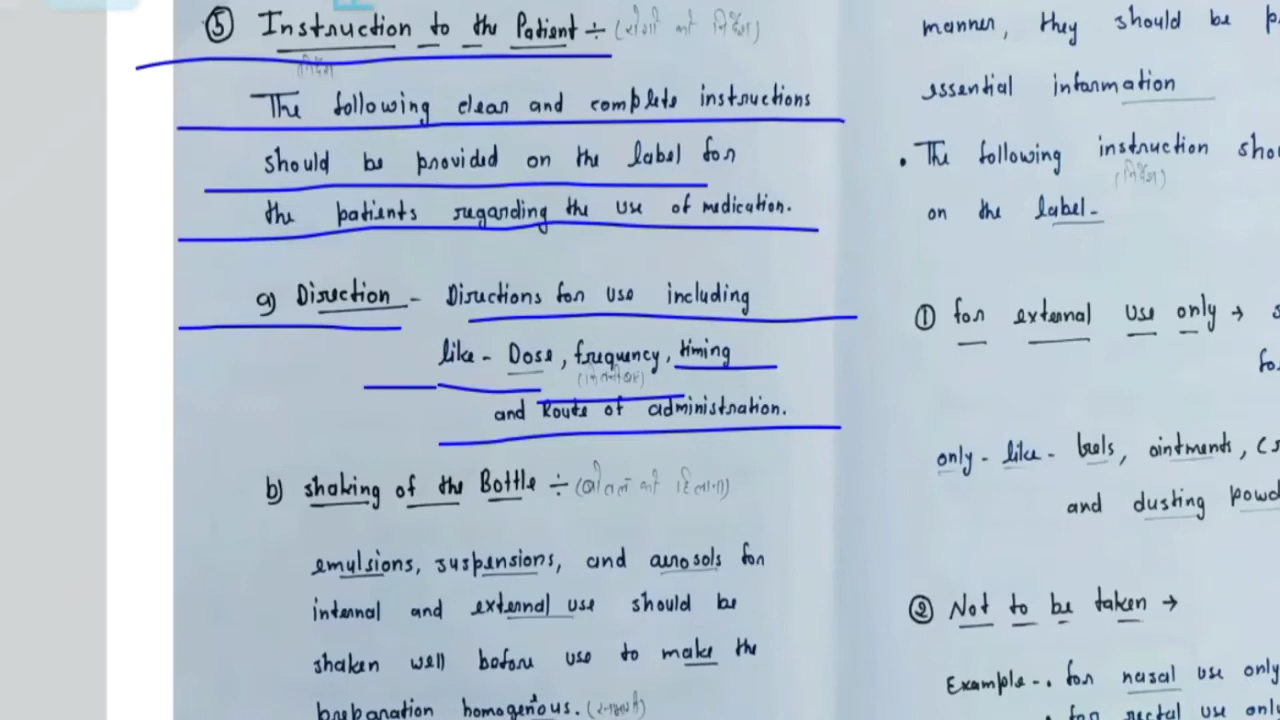 ⑤ Instruction to the Patient ÷ (रोगी को निर्देश)
निर्देश
The following clear and complete instructions
should be provided on the label for
the patients regarding the use of medication.
a) Direction - Directions for use including
like - Dose, frequency, timing
and Route of administration.
b) shaking of the Bottle ÷ (बोतल को हिलाना)
emulsions, suspensions, and aerosols for
internal and external use should be
shaken well before use to make the
preparation homogenous.
manner, they should be
essential information
• The following instruction
(निर्देश)
on the label -
① for external use only →
only - like - gels, ointments,
and dusting
② Not to be taken →
Example - • for nasal use only
• for rectal use only